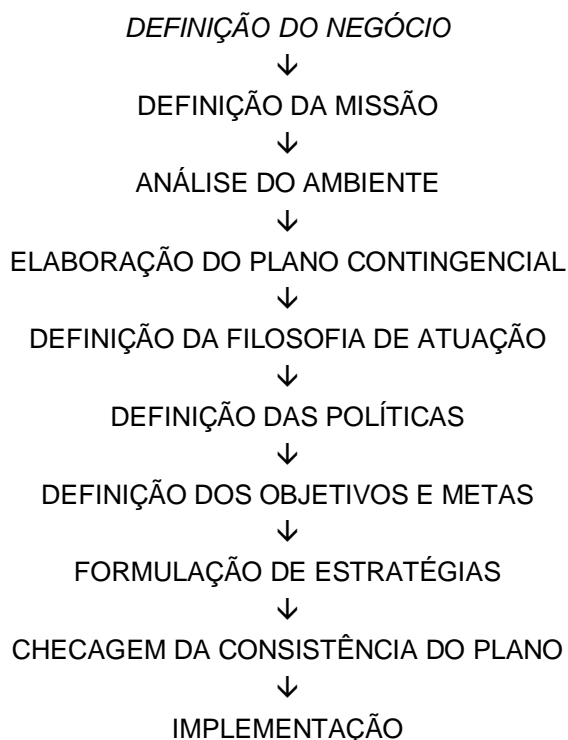 DEFINIÇÃO DO NEGÓCIO
↓
DEFINIÇÃO DA MISSÃO
↓
ANÁLISE DO AMBIENTE
↓
ELABORAÇÃO DO PLANO CONTINGENCIAL
↓
DEFINIÇÃO DA FILOSOFIA DE ATUAÇÃO
↓
DEFINIÇÃO DAS POLÍTICAS
↓
DEFINIÇÃO DOS OBJETIVOS E METAS
↓
FORMULAÇÃO DE ESTRATÉGIAS
↓
CHECAGEM DA CONSISTÊNCIA DO PLANO
↓
IMPLEMENTAÇÃO